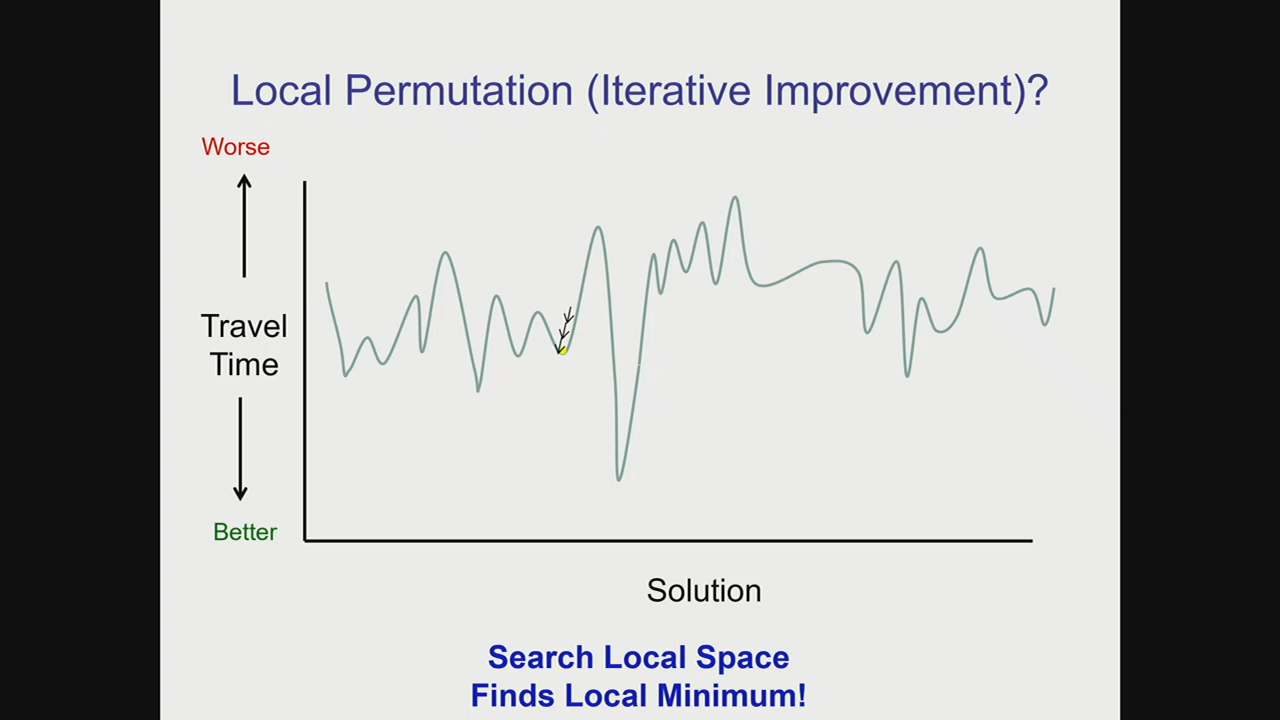 Local Permutation (Iterative Improvement)?
Worse
Travel
Time
Better
Solution
Search Local Space
Finds Local Minimum!